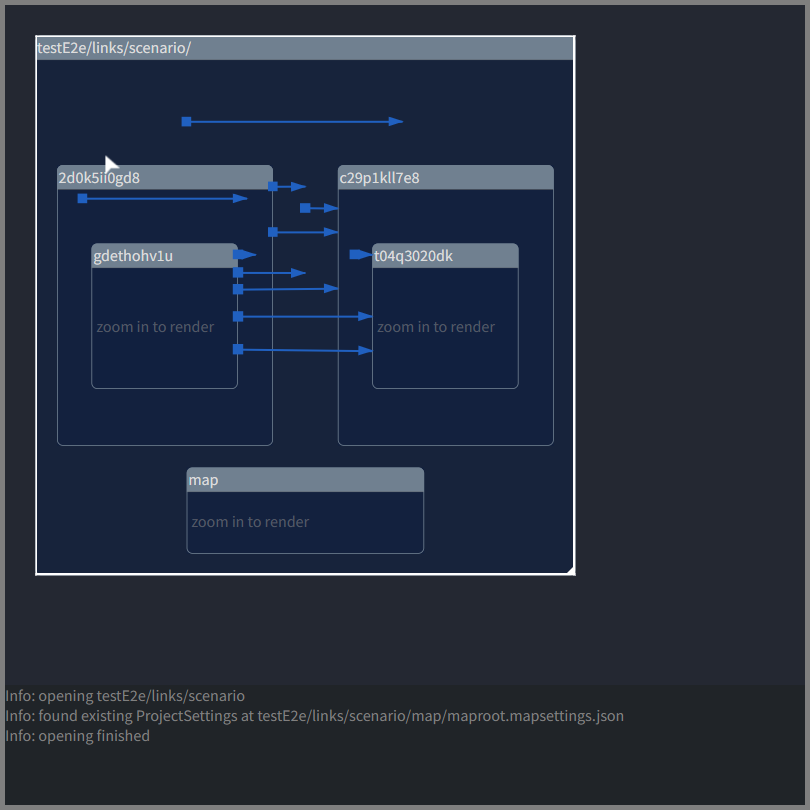 testE2e/links/scenario/
2d0k5ii0gd8
c29p1kll7e8
gdethohv1u
t04q3020dk
zoom in to render
zoom in to render
map
zoom in to render
Info: opening testE2e/links/scenario
Info: found existing ProjectSettings at testE2e/links/scenario/map/maproot.mapsettings.json
Info: opening finished